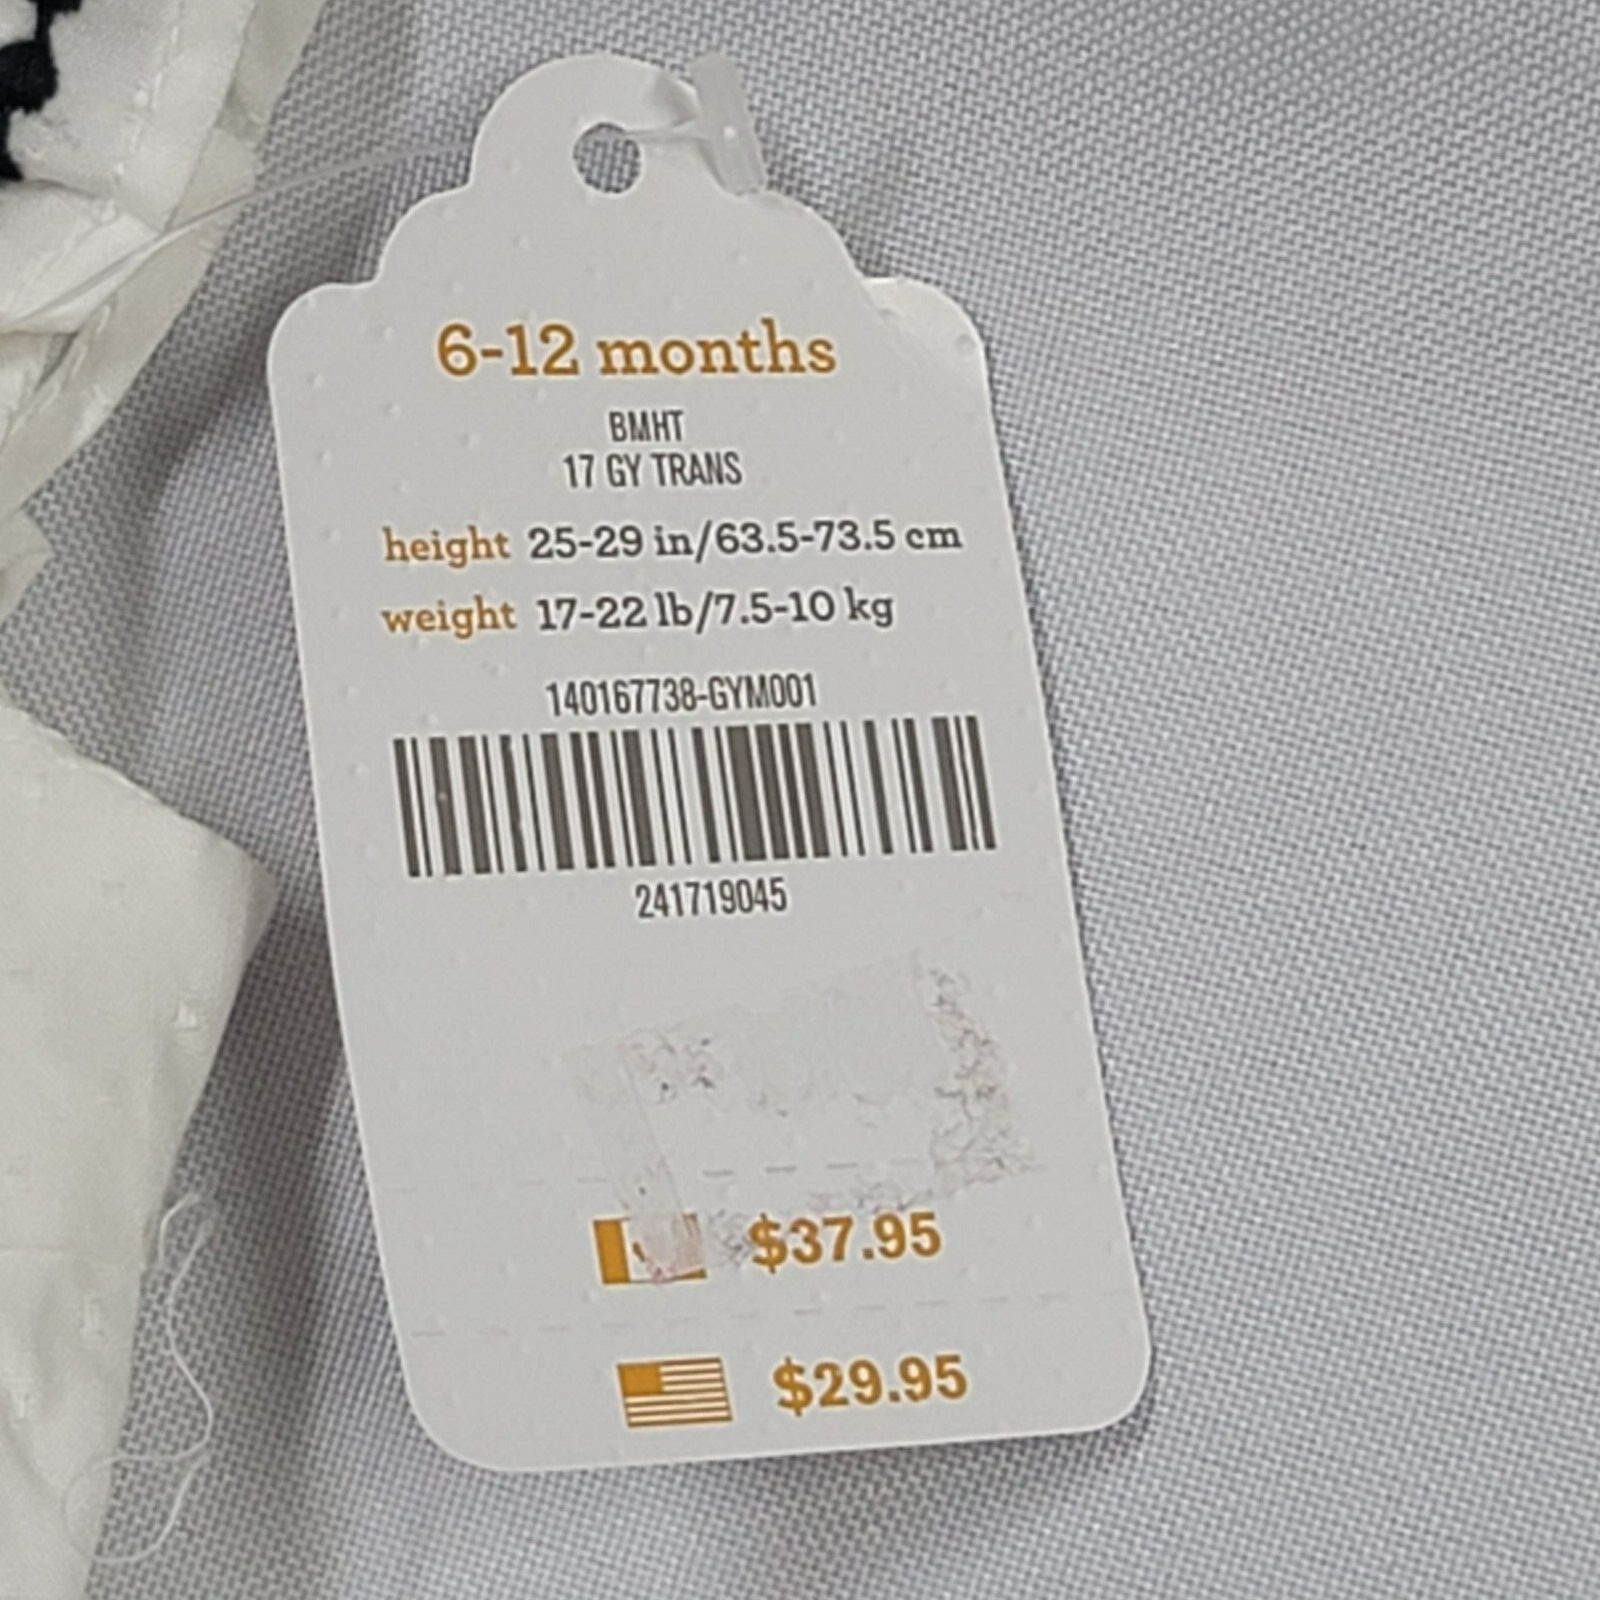 6-12 months
BMHT
17 GY TRANS
height 25-29 in/63.5-73.5 cm
weight 17-22 lb/7.5-10 kg
140167738-GYM001
241719045
$37.95
$29.95